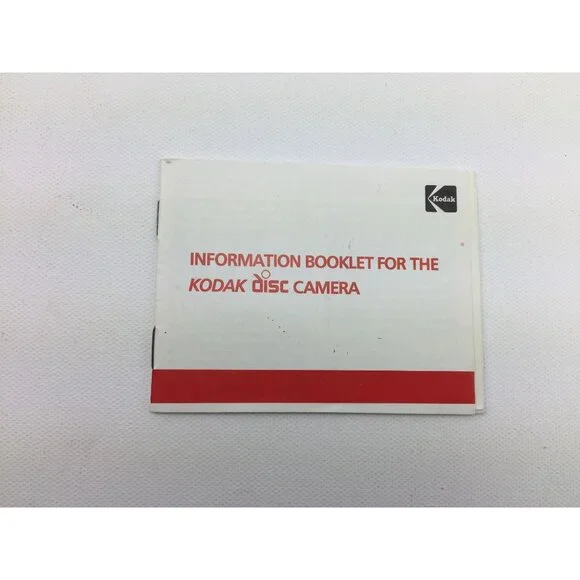 Kodak
INFORMATION BOOKLET FOR THE
KODAK disc CAMERA